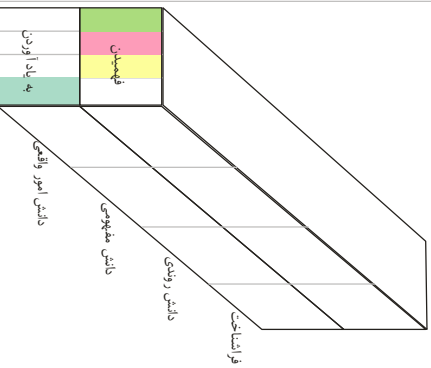 به یاد آوردن
فهمیدن
دانش امور واقعی
دانش مفهومی
دانش روندی
فراشناخت